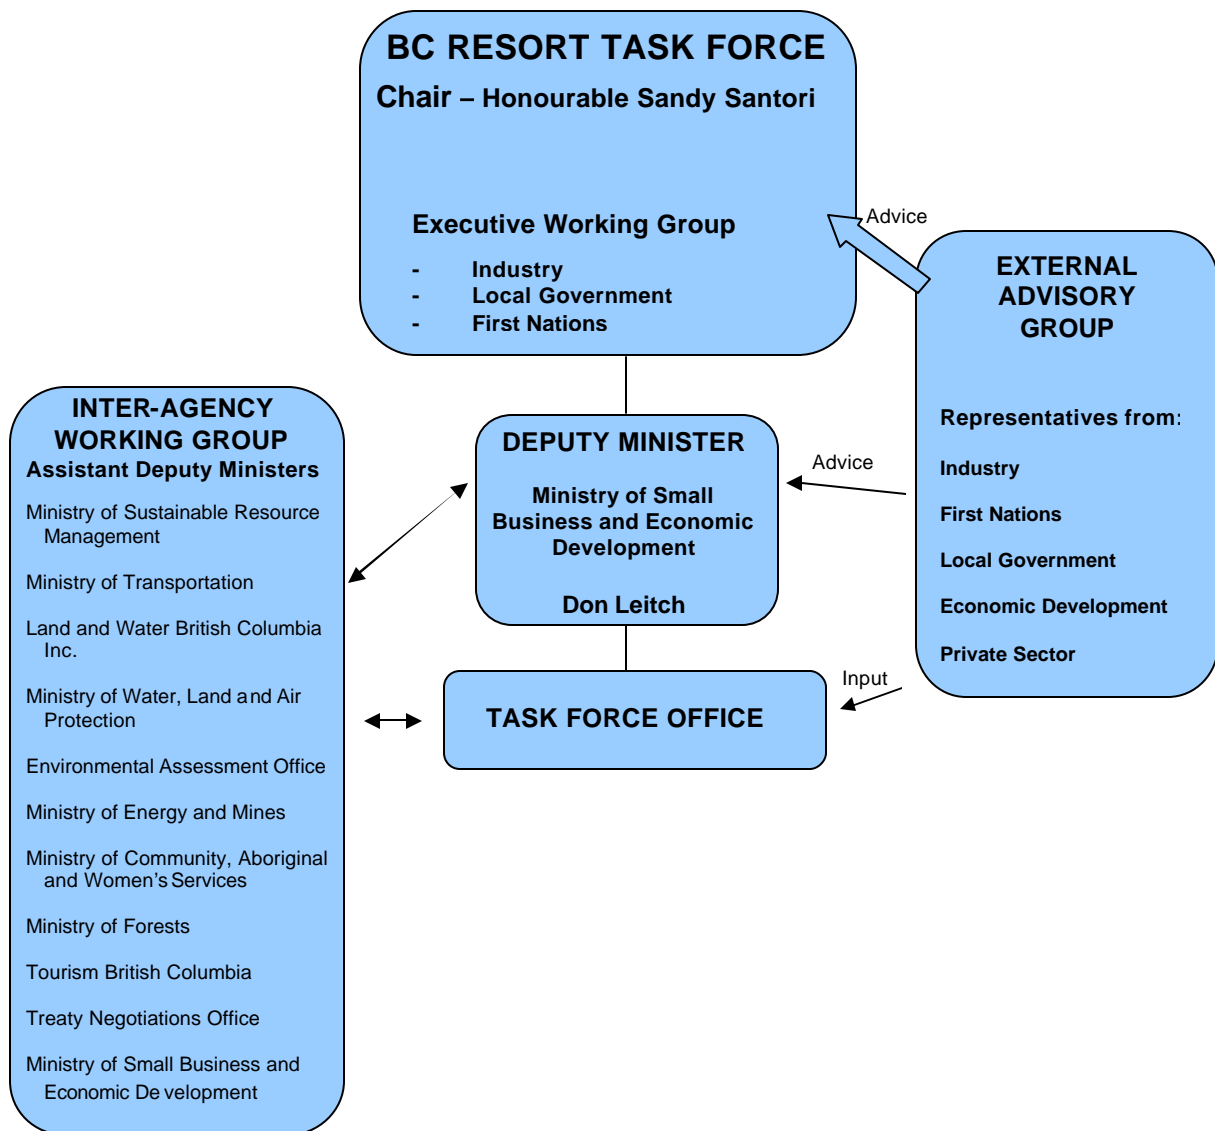 BC RESORT TASK FORCE
Chair – Honourable Sandy Santori
Executive Working Group
- Industry
- Local Government
- First Nations
Advice
EXTERNAL
ADVISORY
GROUP
Representatives from:
Industry
First Nations
Local Government
Economic Development
Private Sector
INTER-AGENCY
WORKING GROUP
Assistant Deputy Ministers
Ministry of Sustainable Resource
Management
Ministry of Transportation
Land and Water British Columbia
Inc.
Ministry of Water, Land and Air
Protection
Environmental Assessment Office
Ministry of Energy and Mines
Ministry of Community, Aboriginal
and Women's Services
Ministry of Forests
Tourism British Columbia
Treaty Negotiations Office
Ministry of Small Business and
Economic Development
DEPUTY MINISTER
Ministry of Small
Business and Economic
Development
Don Leitch
Advice
TASK FORCE OFFICE
Input